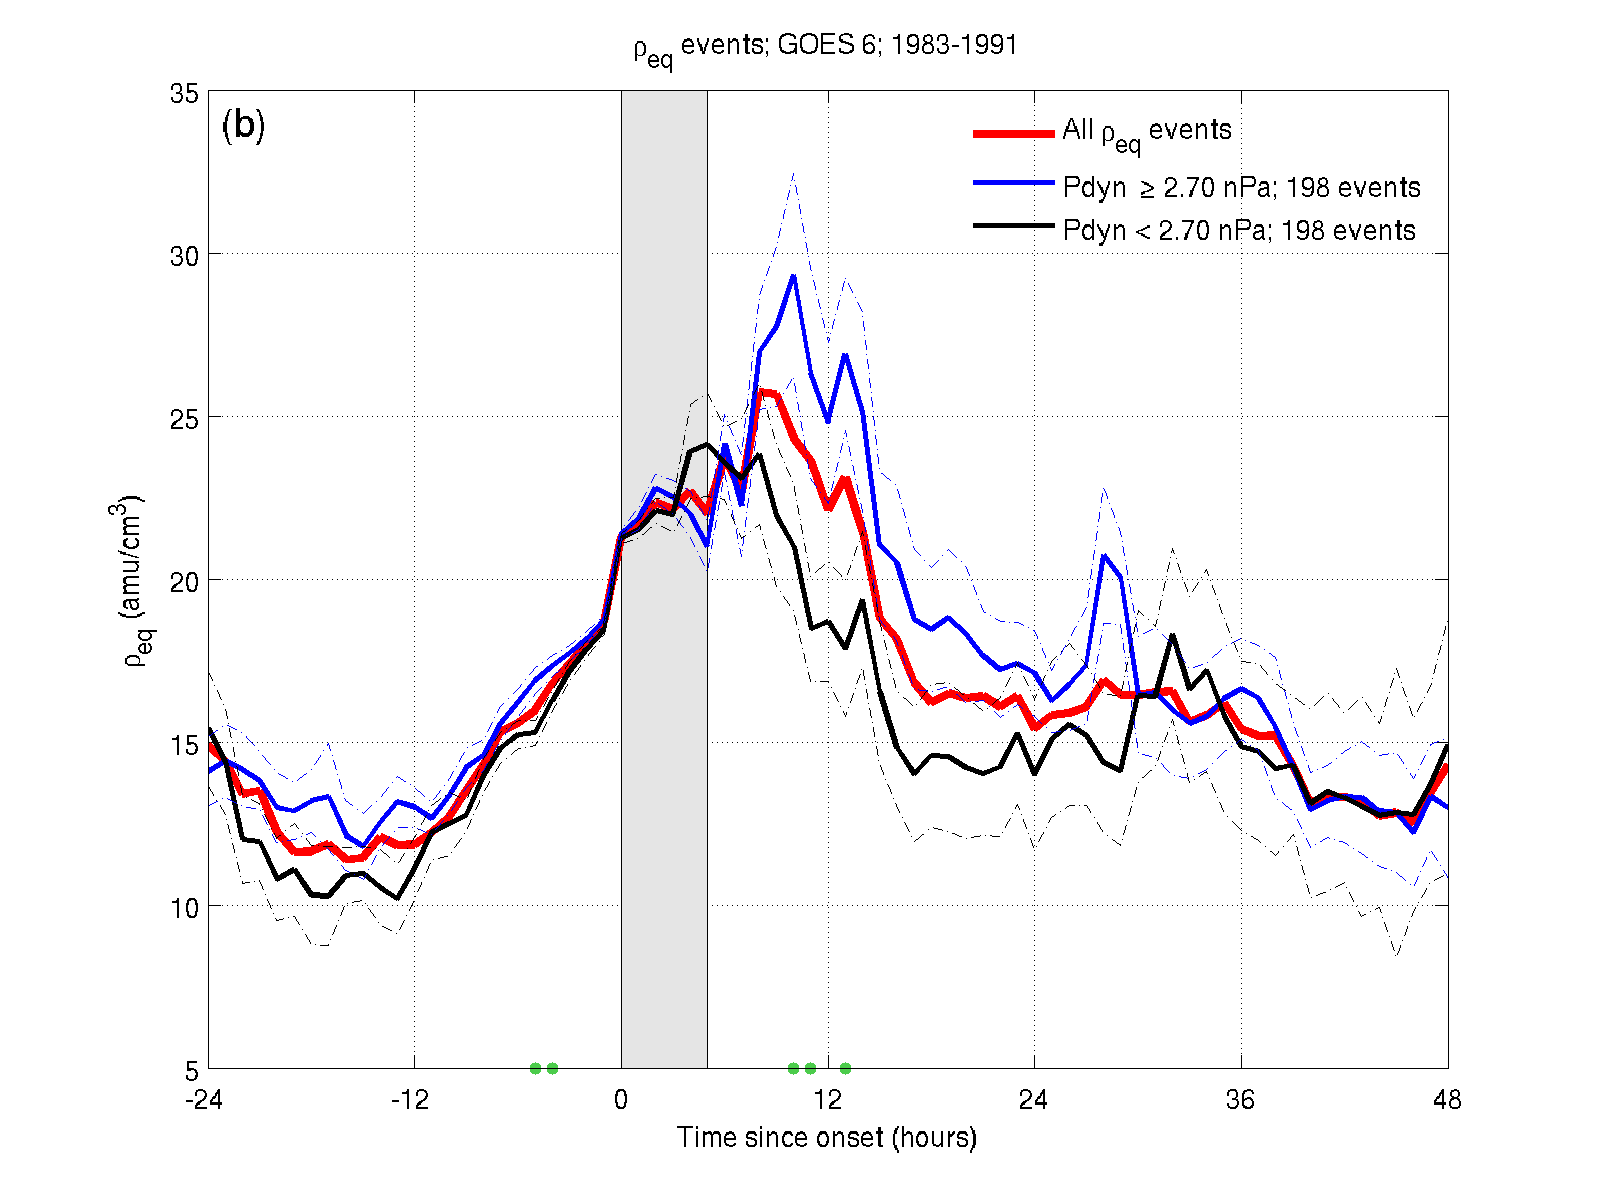 ρeq events; GOES 6; 1983-1991
(b)
All ρeq events
Pdyn ≥ 2.70 nPa; 198 events
Pdyn < 2.70 nPa; 198 events
ρeq (amu/cm3)
35
30
25
20
15
10
5
-24 -12 0 12 24 36 48
Time since onset (hours)